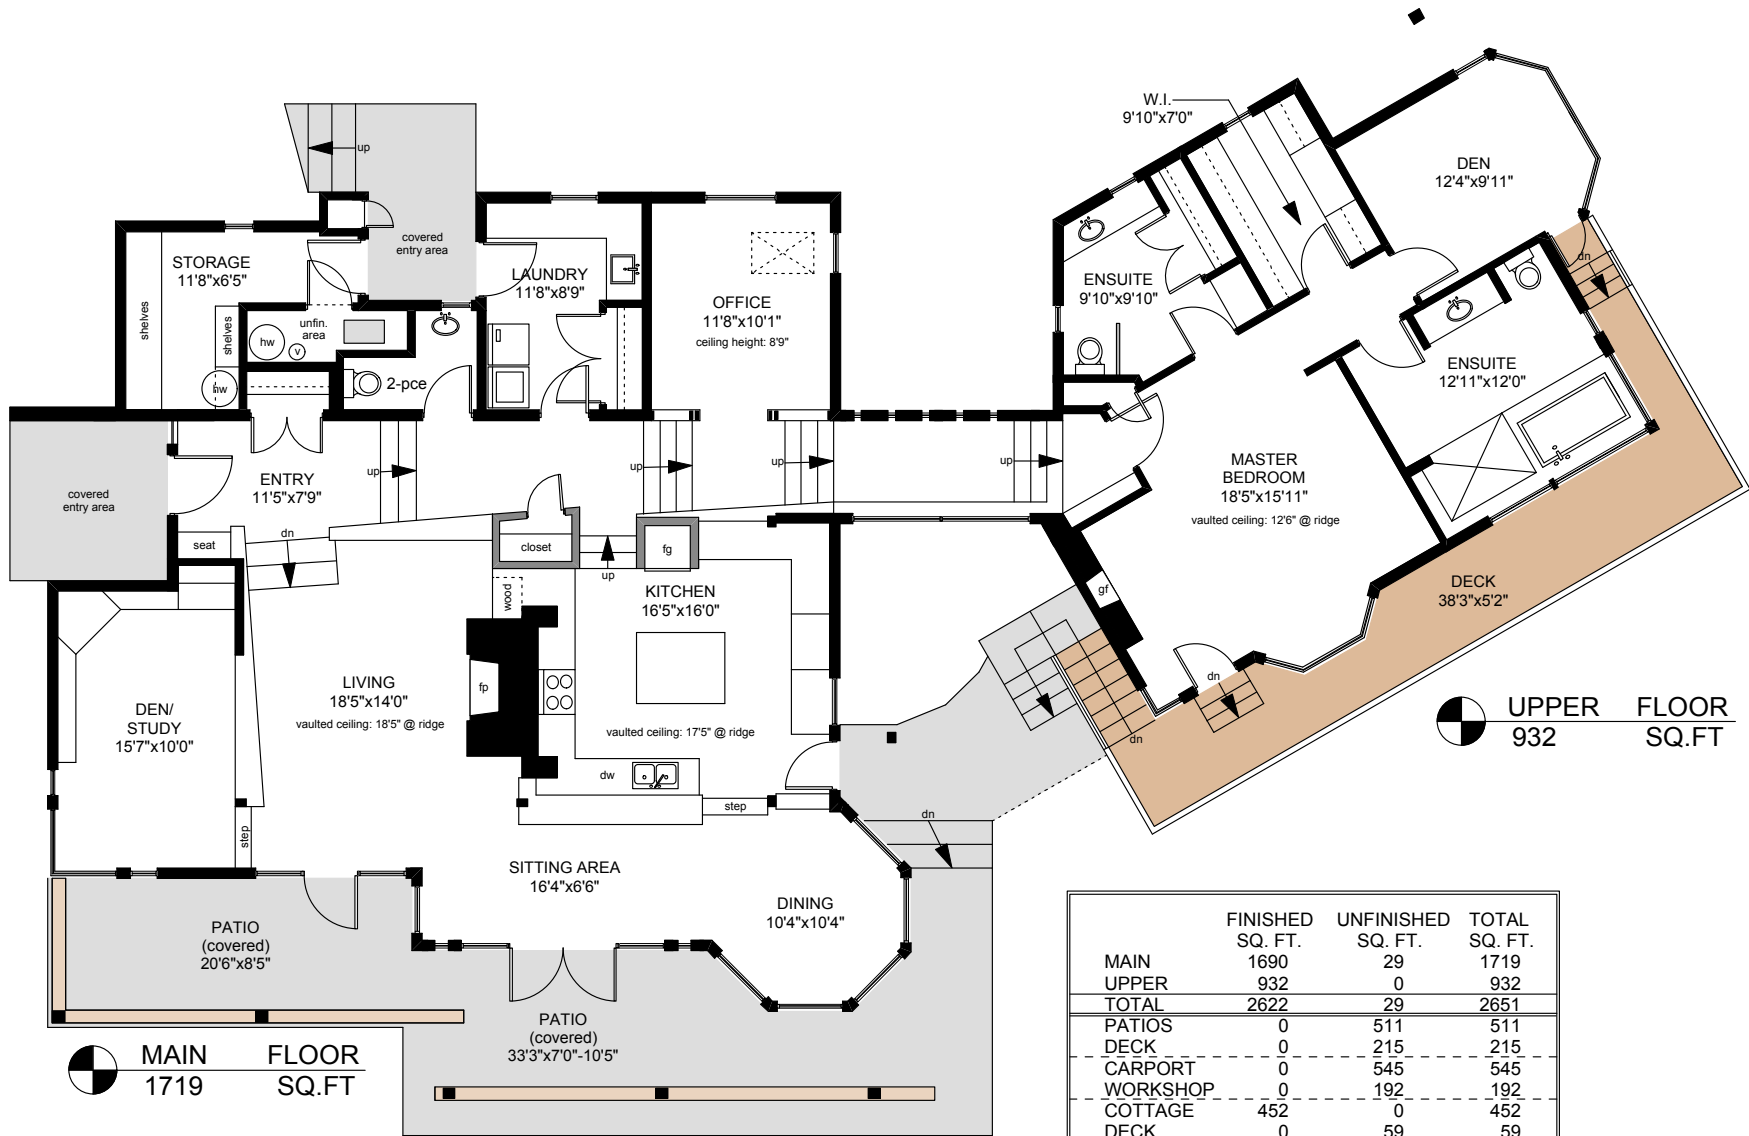 W.I.
9'10"x7'0"
DEN
12'4"x9'11"
up
covered
entry area
STORAGE
11'8"x6'5"
shelves
shelves
unfin.
area
hw
v
hw
2-pce
LAUNDRY
11'8"x8'9"
OFFICE
11'8"x10'1"
ceiling height: 8'9"
ENSUITE
9'10"x9'10"
dn
ENSUITE
12'11"x12'0"
covered
entry area
ENTRY
11'5"x7'9"
up
up
up
up
seat
dn
closet
up
fg
MASTER
BEDROOM
18'5"x15'11"
vaulted ceiling: 12'6" @ ridge
gf
DECK
38'3"x5'2"
wood
KITCHEN
16'5"x16'0"
vaulted ceiling: 17'5" @ ridge
LIVING
18'5"x14'0"
vaulted ceiling: 18'5" @ ridge
fp
DEN/
STUDY
15'7"x10'0"
dn
dn
UPPER FLOOR
932 SQ.FT
dw
step
step
dn
SITTING AREA
16'4"x6'6"
DINING
10'4"x10'4"
PATIO
(covered)
20'6"x8'5"
PATIO
(covered)
33'3"x7'0"-10'5"
MAIN FLOOR
1719 SQ.FT
FINISHED UNFINISHED TOTAL
SQ. FT. SQ. FT. SQ. FT.
MAIN 1690 29 1719
UPPER 932 0 932
TOTAL 2622 29 2651
PATIOS 0 511 511
DECK 0 215 215
CARPORT 0 545 545
WORKSHOP 0 192 192
COTTAGE 452 0 452
DECK 0 59 59